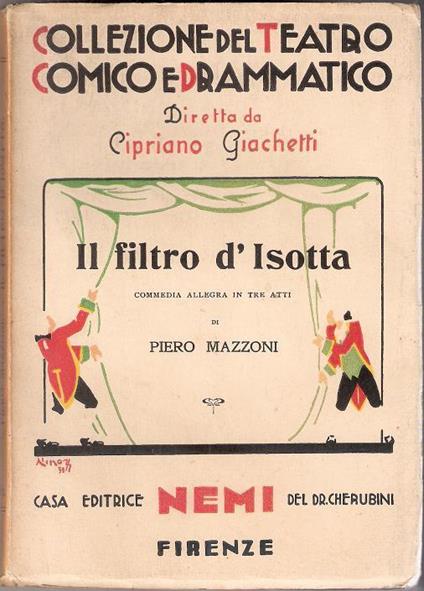 COLLEZIONE DEL TEATRO
COMICO E DRAMMATICO
Diretta da
Cipriano Giachetti
Il filtro d' Isotta
COMMEDIA ALLEGRA IN TRE ATTI
DI
PIERO MAZZONI
CASA EDITRICE NEMI DEL DR. CHERUBINI
FIRENZE